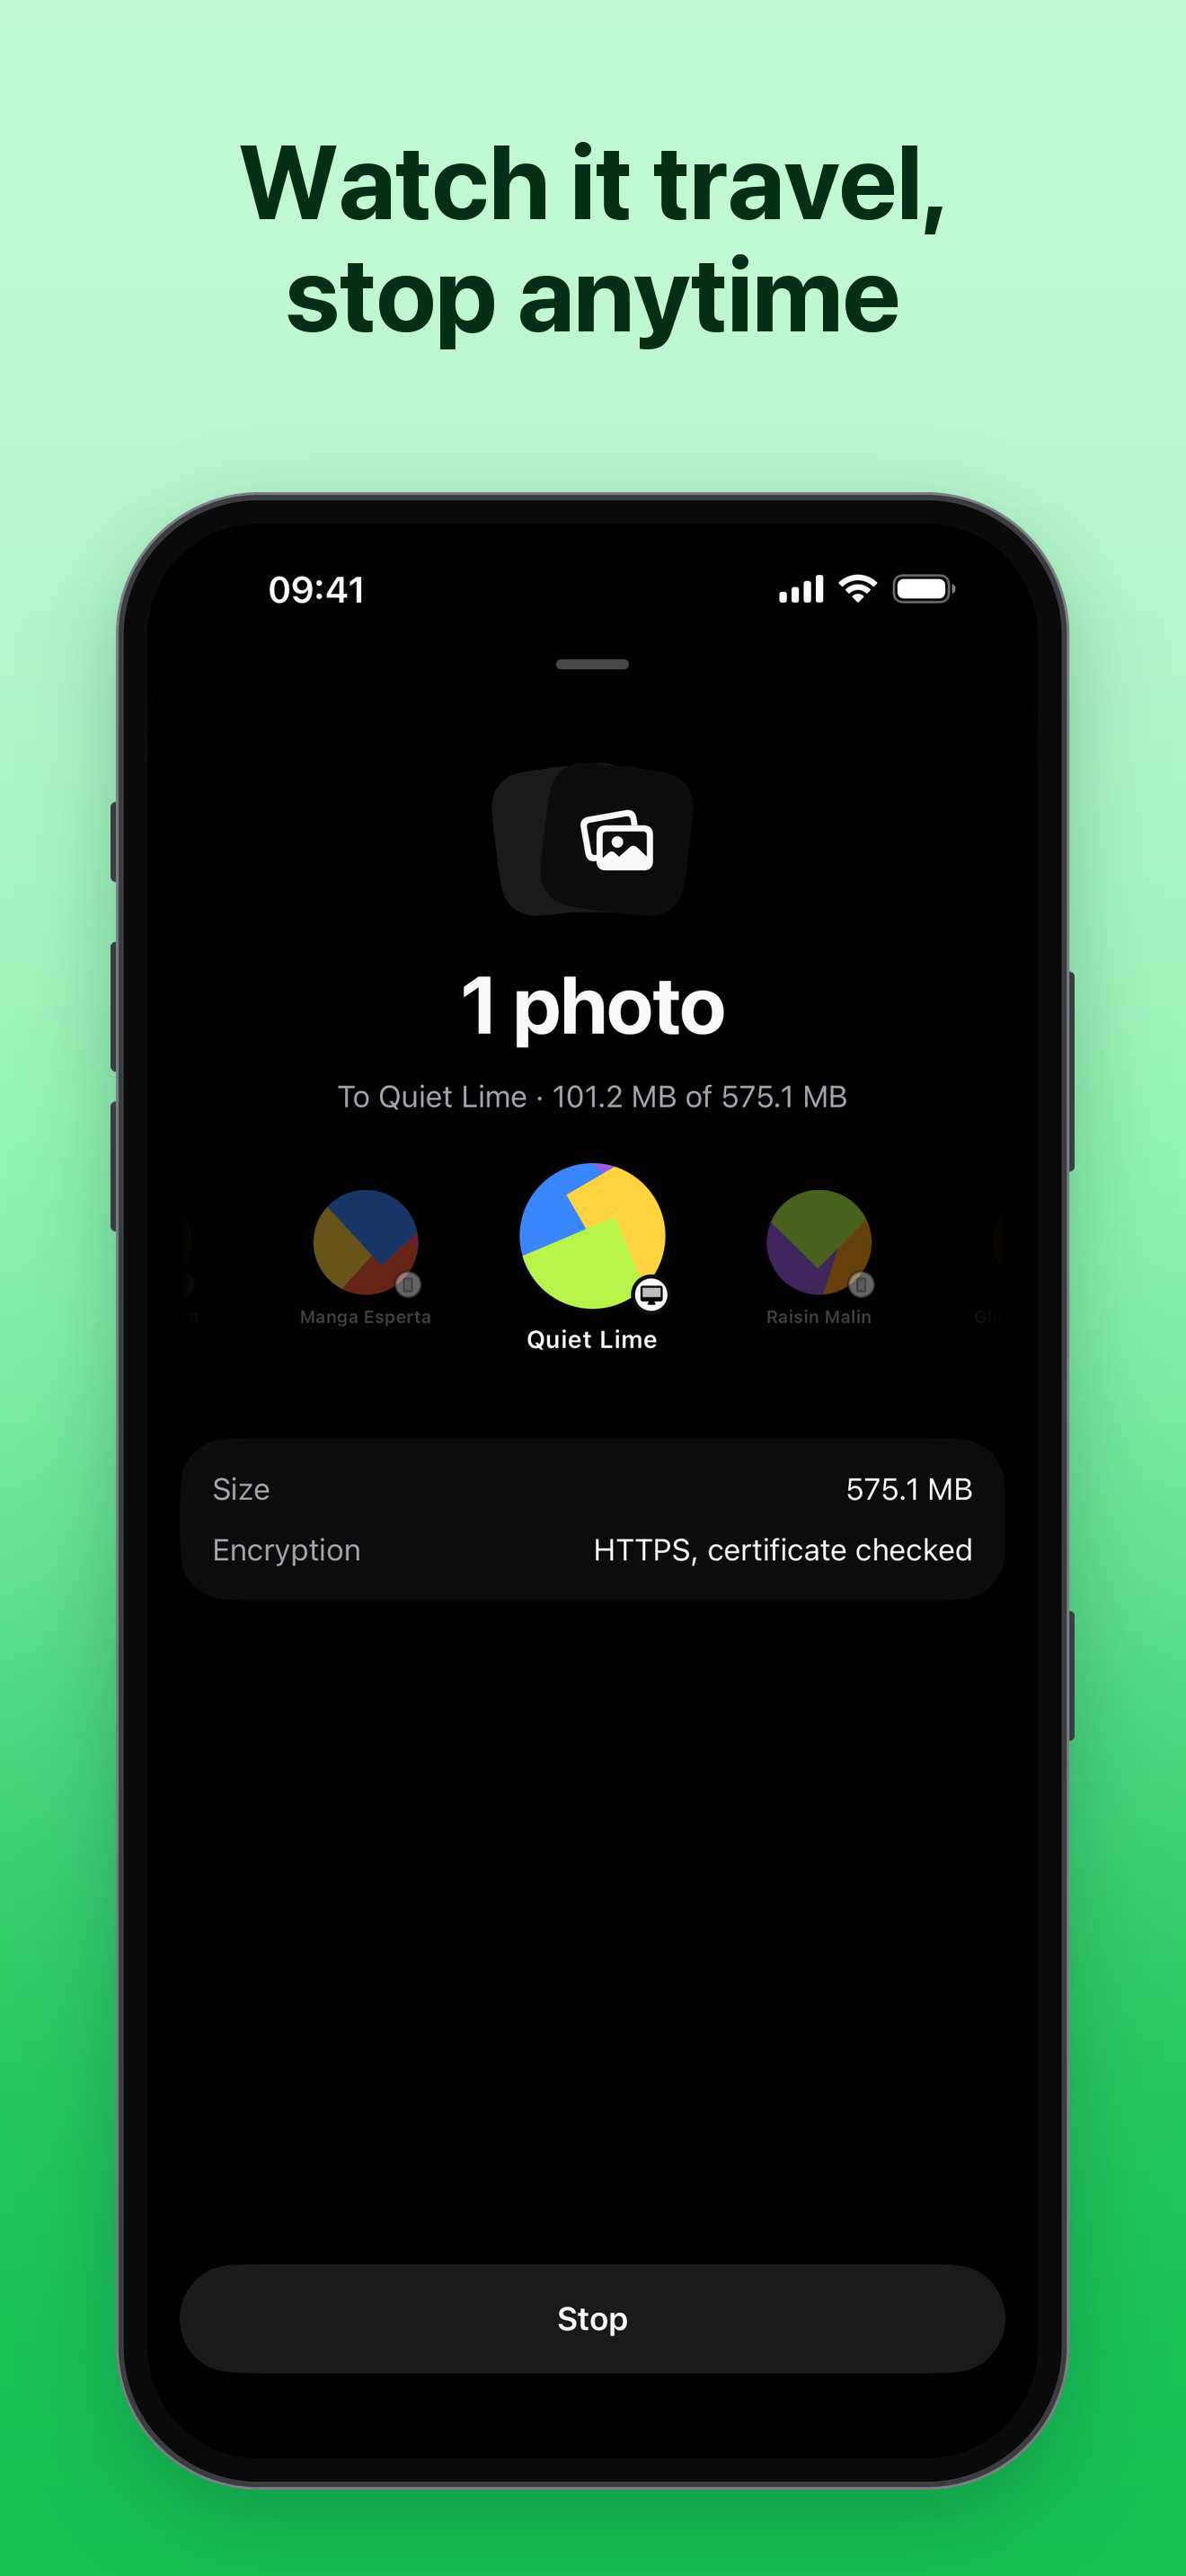 Watch it travel,
stop anytime
09:41
1 photo
To Quiet Lime · 101.2 MB of 575.1 MB
Manga Esperta
Quiet Lime
Raisin Malin
Size
575.1 MB
Encryption
HTTPS, certificate checked
Stop